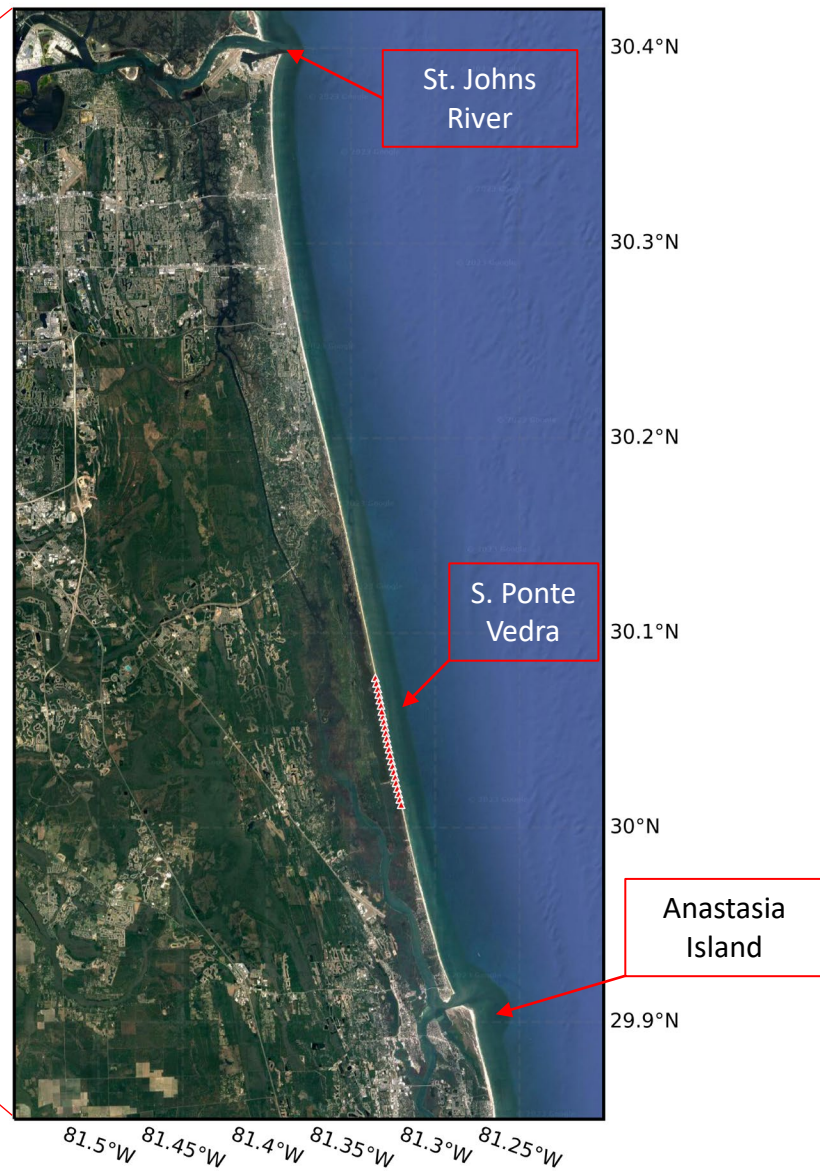 30.4°N
St. Johns
River
30.3°N
30.2°N
S. Ponte
Vedra
30.1°N
30°N
Anastasia
Island
29.9°N
81.5°W
81.45°W
81.4°W
81.35°W
81.3°W
81.25°W